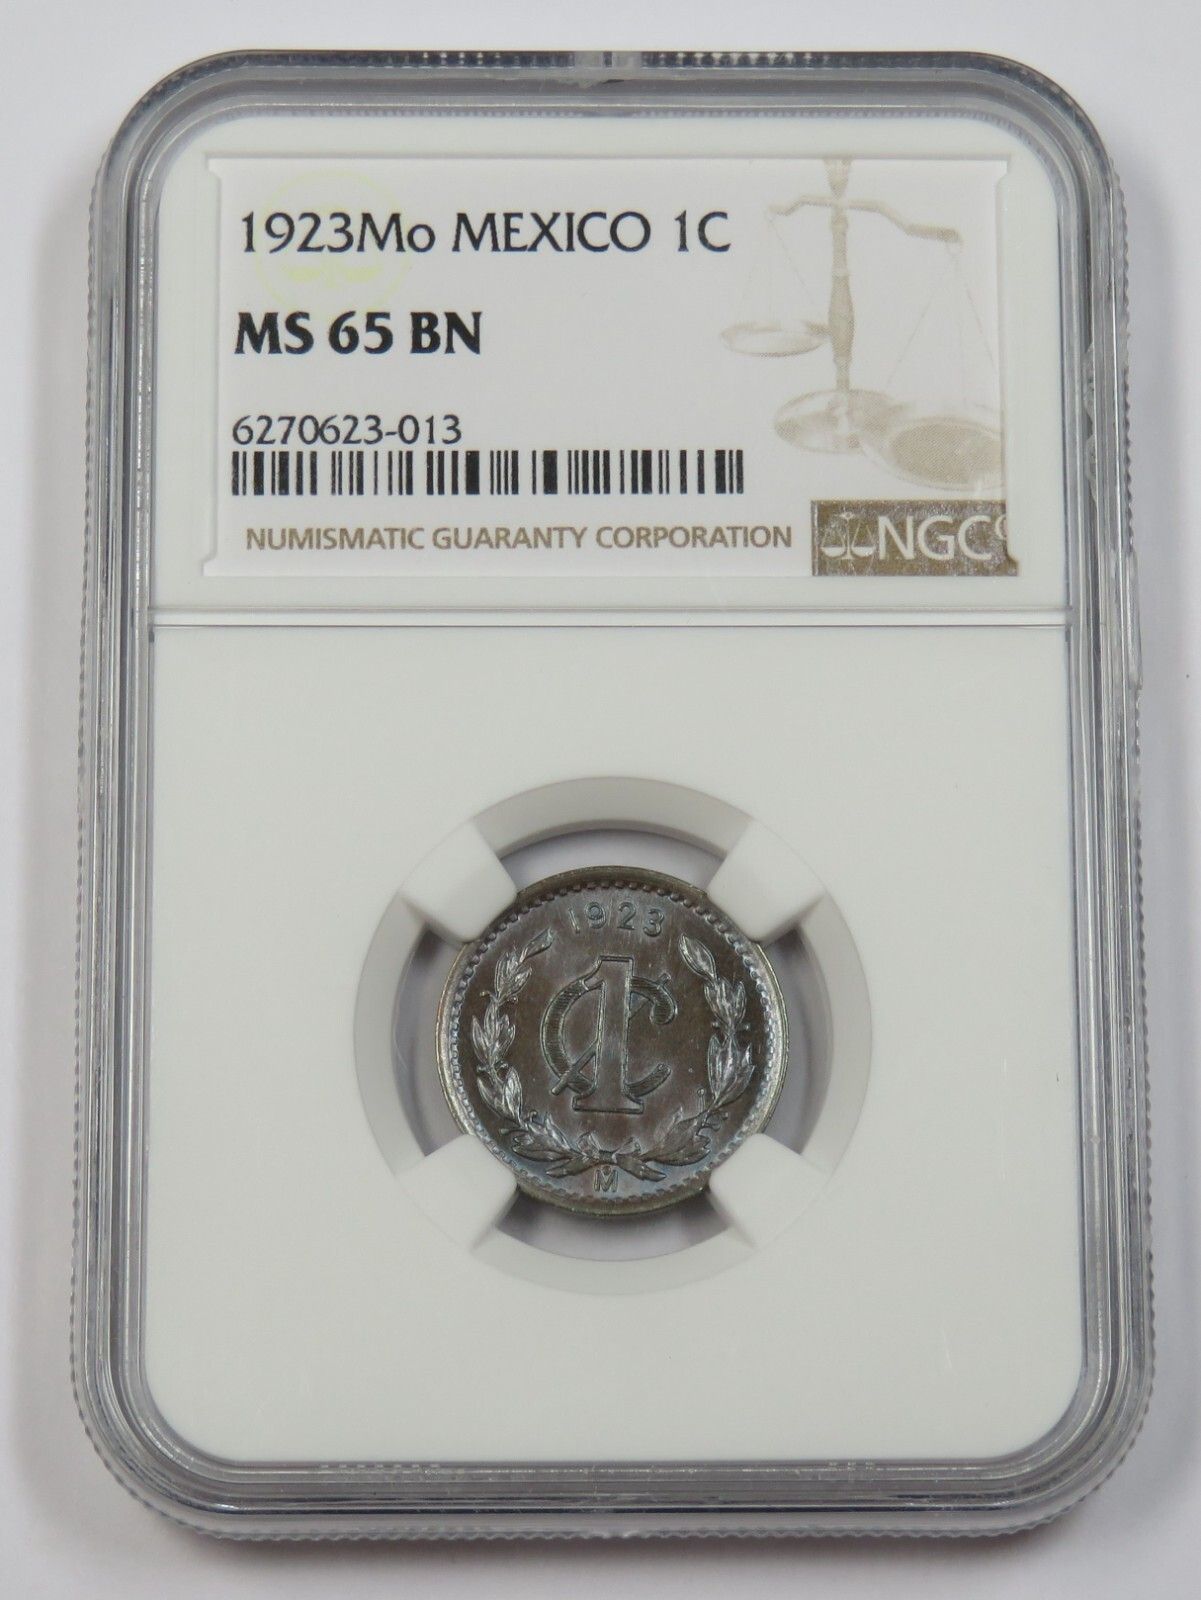 1923Mo MEXICO 1C
MS 65 BN
6270623-013
NUMISMATIC GUARANTY CORPORATION
NGC
1923
1C
M